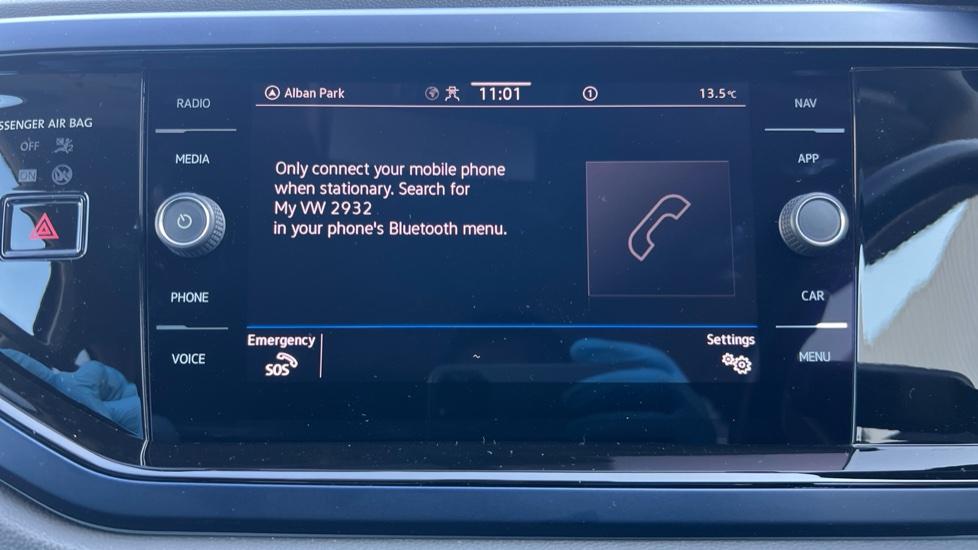 RADIO
MEDIA
PHONE
VOICE
SSENGER AIR BAG
OFF
ON
Alban Park
11:01
1
13.5°C
Only connect your mobile phone
when stationary. Search for
My VW 2932
in your phone's Bluetooth menu.
Emergency
SOS
Settings
NAV
APP
CAR
MENU